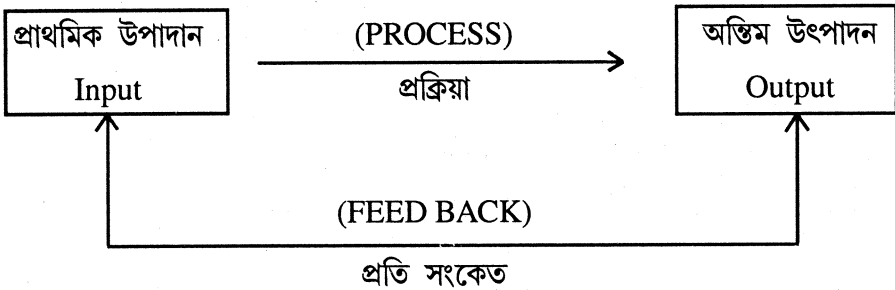 প্রাথমিক উপাদান
Input
(PROCESS)
প্রক্রিয়া
অন্তিম উৎপাদন
Output
(FEED BACK)
প্রতি সংকেত